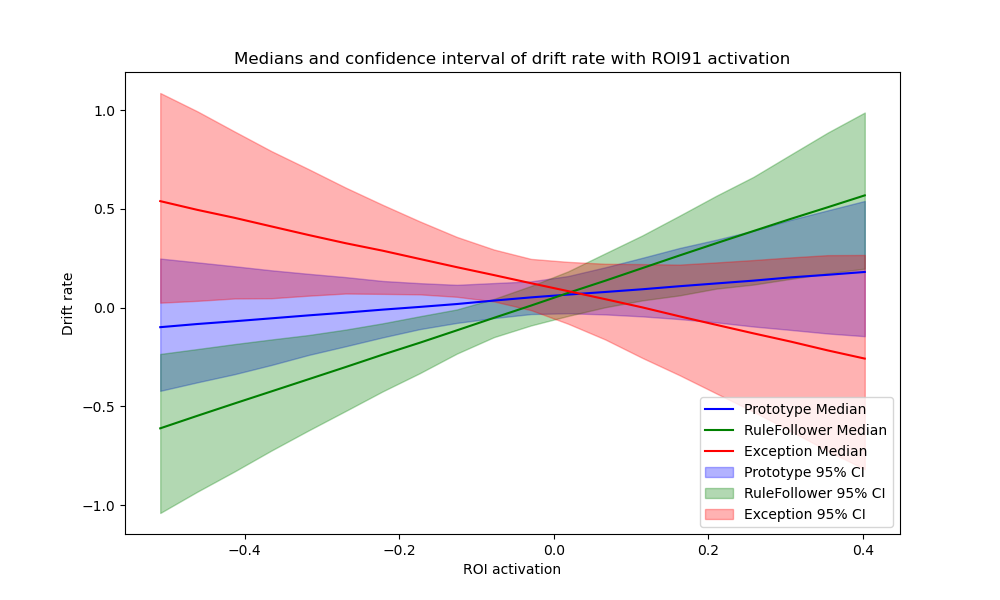 Medians and confidence interval of drift rate with ROI91 activation
Drift rate
1.0
0.5
0.0
−0.5
−1.0
−0.4
−0.2
0.0
0.2
0.4
ROI activation
Prototype Median
RuleFollower Median
Exception Median
Prototype 95% CI
RuleFollower 95% CI
Exception 95% CI